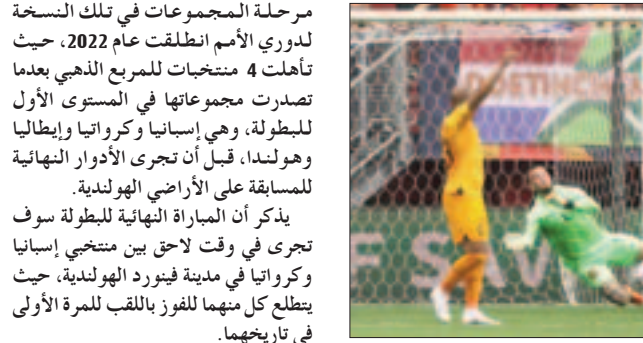 مرحلة المجموعات في تلك النسخة
لدوري الأمم انطلقت عام 2022، حيث
تأهلت 4 منتخبات للمربع الذهبي بعدما
تصدرت مجموعاتها في المستوى الأول
للبطولة، وهي إسبانيا وكرواتيا وإيطاليا
وهولندا، قبل أن تجرى الأدوار النهائية
للمسابقة على الأراضي الهولندية.
يذكر أن المباراة النهائية للبطولة سوف
تجرى في وقت لاحق بين منتخبي إسبانيا
وكرواتيا في مدينة فينورد الهولندية، حيث
يتطلع كل منهما للفوز باللقب للمرة الأولى
في تاريخهما.